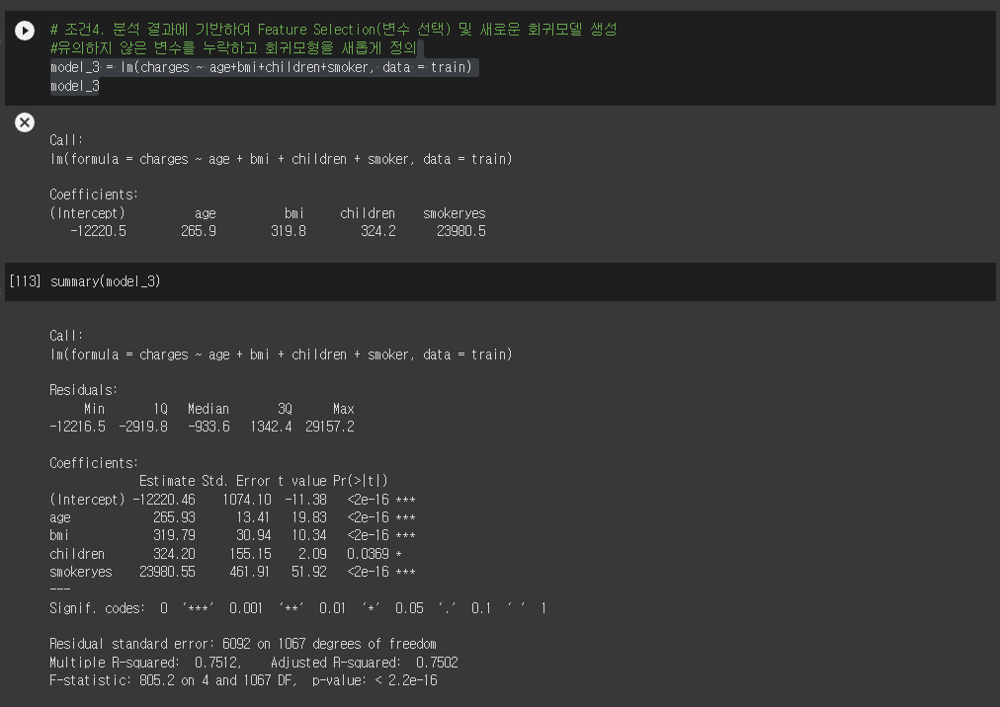 # 조건4. 분석 결과에 기반하여 Feature Selection(변수 선택) 및 새로운 회귀모델 생성
#유의하지 않은 변수를 누락하고 회귀모형을 새롭게 정의
model_3 = lm(charges ~ age+bmi+children+smoker, data = train)
model_3
Call:
lm(formula = charges ~ age + bmi + children + smoker, data = train)
Coefficients:
(Intercept) age bmi children smokeryes
-12220.5 265.9 319.8 324.2 23980.5
[113] summary(model_3)
Call:
lm(formula = charges ~ age + bmi + children + smoker, data = train)
Residuals:
Min 1Q Median 3Q Max
-12216.5 -2919.8 -933.6 1342.4 29157.2
Coefficients:
Estimate Std. Error t value Pr(>|t|)
(Intercept) -12220.46 1074.10 -11.38 <2e-16 ***
age 265.93 13.41 19.83 <2e-16 ***
bmi 319.79 30.94 10.34 <2e-16 ***
children 324.20 155.15 2.09 0.0369 *
smokeryes 23980.55 461.91 51.92 <2e-16 ***
---
Signif. codes: 0 ‘***’ 0.001 ‘**’ 0.01 ‘*’ 0.05 ‘.’ 0.1 ‘ ’ 1
Residual standard error: 6092 on 1067 degrees of freedom
Multiple R-squared: 0.7512, Adjusted R-squared: 0.7502
F-statistic: 805.2 on 4 and 1067 DF, p-value: < 2.2e-16